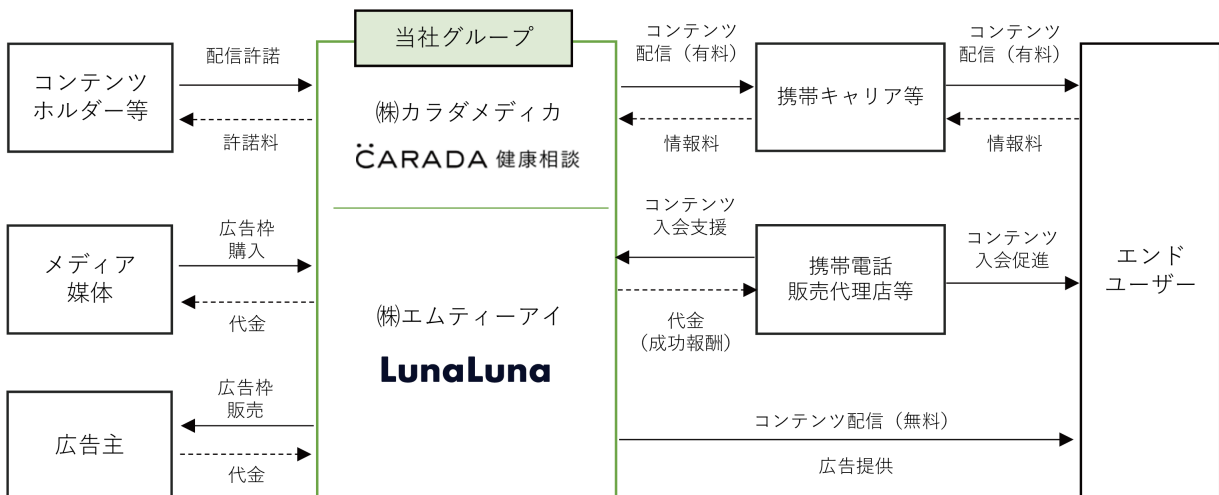 当社グループ
コンテンツ
ホルダー等
配信許諾
許諾料
㈱カラダメディカ
CARADA 健康相談
コンテンツ
配信（有料）
情報料
携帯キャリア等
コンテンツ
配信（有料）
情報料
メディア
媒体
広告枠
購入
代金
㈱エムティーアイ
LunaLuna
コンテンツ
入会支援
代金
（成功報酬）
携帯電話
販売代理店等
コンテンツ
入会促進
エンド
ユーザー
広告主
広告枠
販売
代金
コンテンツ配信（無料）
広告提供